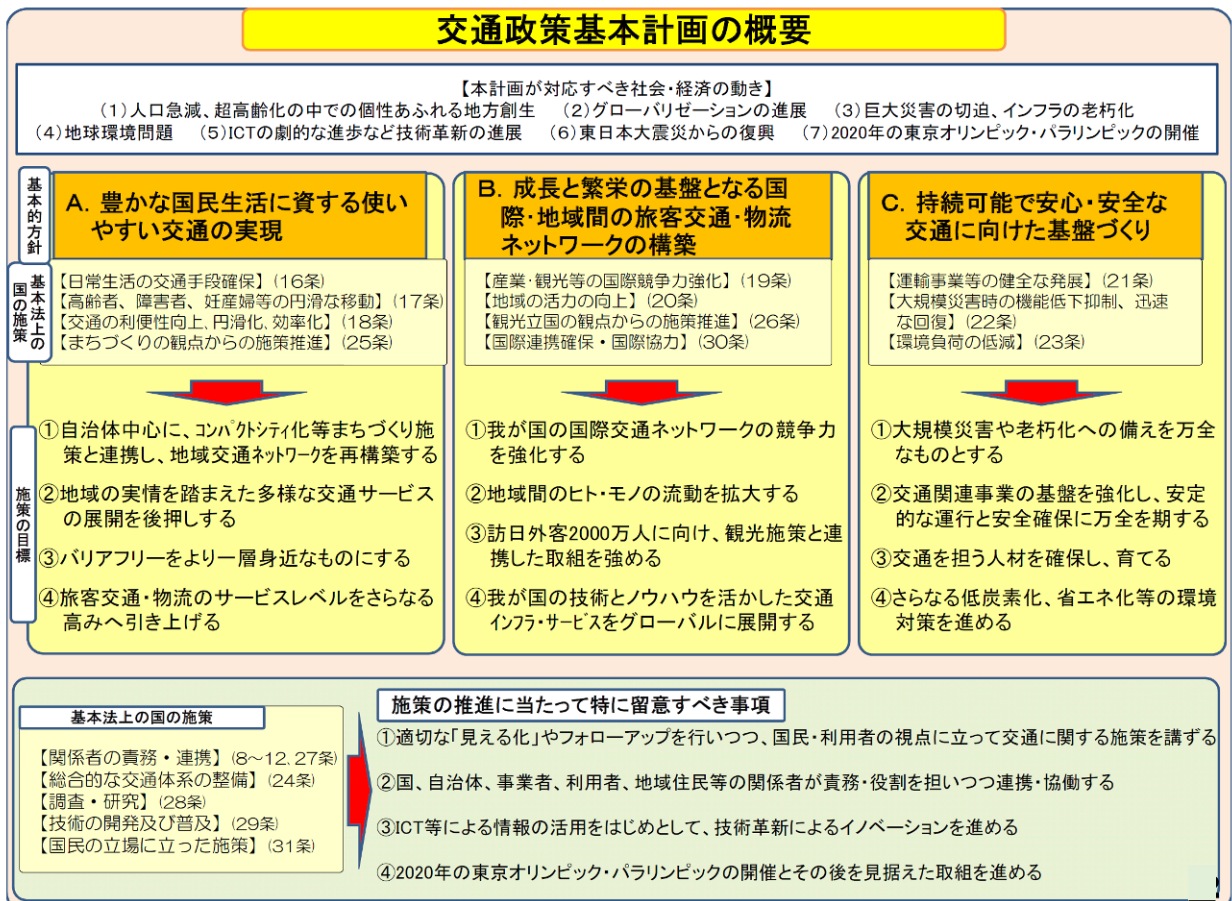 交通政策基本計画の概要
【本計画が対応すべき社会・経済の動き】
(1)人口急減、超高齢化の中での個性あふれる地方創生 (2)グローバリゼーションの進展 (3)巨大災害の切迫、インフラの老朽化
(4)地球環境問題 (5)ICTの劇的な進歩など技術革新の進展 (6)東日本大震災からの復興 (7)2020年の東京オリンピック・パラリンピックの開催
基本的方針
A. 豊かな国民生活に資する使い
やすい交通の実現
B. 成長と繁栄の基盤となる国
際・地域間の旅客交通・物流
ネットワークの構築
C. 持続可能で安心・安全な
交通に向けた基盤づくり
基本法上の
国の施策
【日常生活の交通手段確保】(16条)
【高齢者、障害者、妊産婦等の円滑な移動】(17条)
【交通の利便性向上、円滑化、効率化】(18条)
【まちづくりの観点からの施策推進】(25条)
【産業・観光等の国際競争力強化】(19条)
【地域の活力の向上】(20条)
【観光立国の観点からの施策推進】(26条)
【国際連携確保・国際協力】(30条)
【運輸事業等の健全な発展】(21条)
【大規模災害時の機能低下抑制、迅速
な回復】(22条)
【環境負荷の低減】(23条)
施策の目標
①自治体中心に、コンパクトシティ化等まちづくり施
策と連携し、地域交通ネットワークを再構築する
②地域の実情を踏まえた多様な交通サービス
の展開を後押しする
③バリアフリーをより一層身近なものにする
④旅客交通・物流のサービスレベルをさらなる
高みへ引き上げる
①我が国の国際交通ネットワークの競争力
を強化する
②地域間のヒト・モノの流動を拡大する
③訪日外客2000万人に向け、観光施策と連
携した取組を強める
④我が国の技術とノウハウを活かした交通
インフラ・サービスをグローバルに展開する
①大規模災害や老朽化への備えを万全
なものとする
②交通関連事業の基盤を強化し、安定
的な運行と安全確保に万全を期する
③交通を担う人材を確保し、育てる
④さらなる低炭素化、省エネ化等の環境
対策を進める
基本法上の国の施策
【関係者の責務・連携】(8～12、27条)
【総合的な交通体系の整備】(24条)
【調査・研究】(28条)
【技術の開発及び普及】(29条)
【国民の立場に立った施策】(31条)
施策の推進に当たって特に留意すべき事項
①適切な「見える化」やフォローアップを行いつつ、国民・利用者の視点に立って交通に関する施策を講ずる
②国、自治体、事業者、利用者、地域住民等の関係者が責務・役割を担いつつ連携・協働する
③ICT等による情報の活用をはじめとして、技術革新によるイノベーションを進める
④2020年の東京オリンピック・パラリンピックの開催とその後を見据えた取組を進める